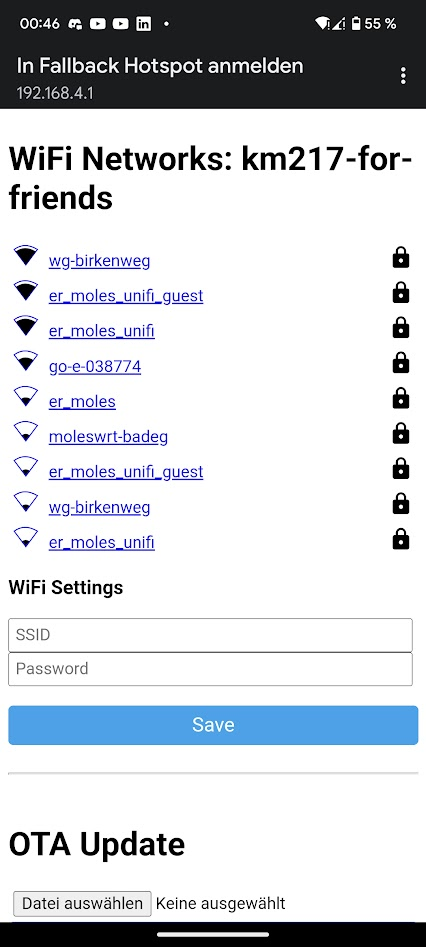 00:46
55 %
In Fallback Hotspot anmelden
192.168.4.1
WiFi Networks: km217-for-
friends
wg-birkenweg
er_moles_unifi_guest
er_moles_unifi
go-e-038774
er_moles
moleswrt-badeg
er_moles_unifi_guest
wg-birkenweg
er_moles_unifi
WiFi Settings
SSID
Password
Save
OTA Update
Datei auswählen Keine ausgewählt